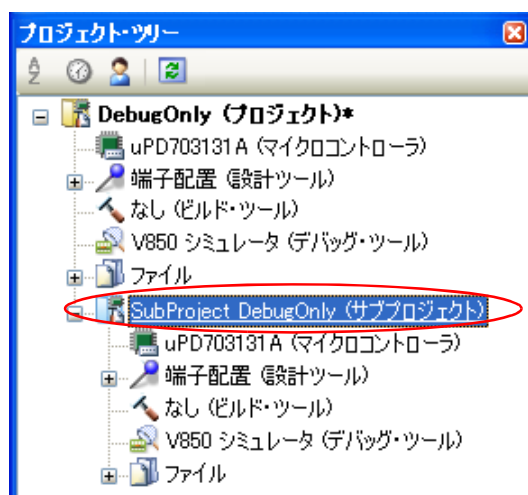 プロジェクト・ツリー
DebugOnly (プロジェクト)*
uPD703131A (マイクロコントローラ)
端子配置 (設計ツール)
なし (ビルド・ツール)
V850 シミュレータ (デバッグ・ツール)
ファイル
SubProject DebugOnly (サブプロジェクト)
uPD703131A (マイクロコントローラ)
端子配置 (設計ツール)
なし (ビルド・ツール)
V850 シミュレータ (デバッグ・ツール)
ファイル